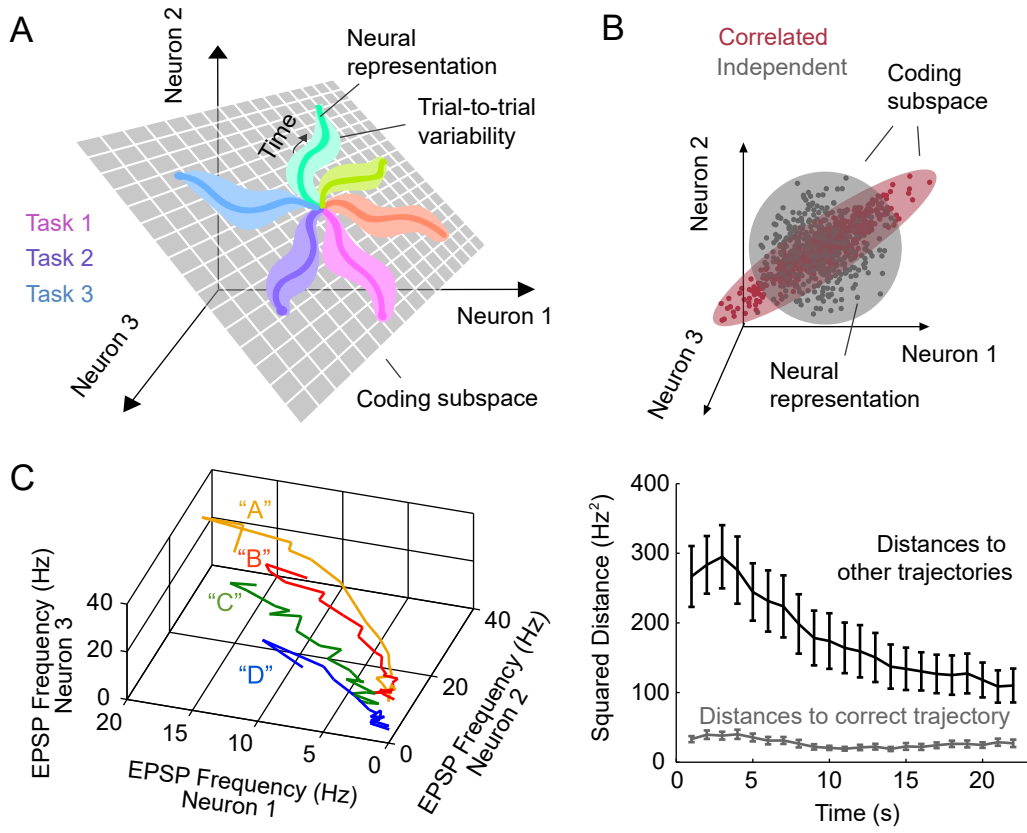 A
Neuron 2
Neural
representation
Trial-to-trial
variability
Time
Task 1
Task 2
Task 3
Neuron 1
Neuron 3
Coding subspace
B
Correlated
Independent
Coding
subspace
Neuron 2
Neuron 1
Neuron 3
Neural
representation
C
"A"
"B"
"C"
"D"
EPSP Frequency (Hz)
Neuron 3
40
20
0
20
15
10
5
0
EPSP Frequency (Hz)
Neuron 1
0
20
40
EPSP Frequency (Hz)
Neuron 2
Squared Distance (Hz²)
400
300
200
100
0
Distances to
other trajectories
Distances to correct trajectory
0
5
10
15
20
Time (s)